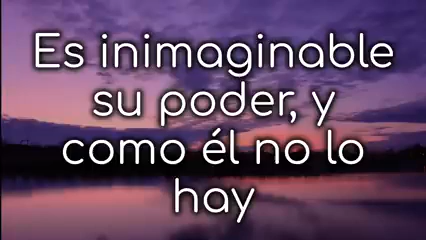 Es inimaginable
su poder, y
como él no lo
hay